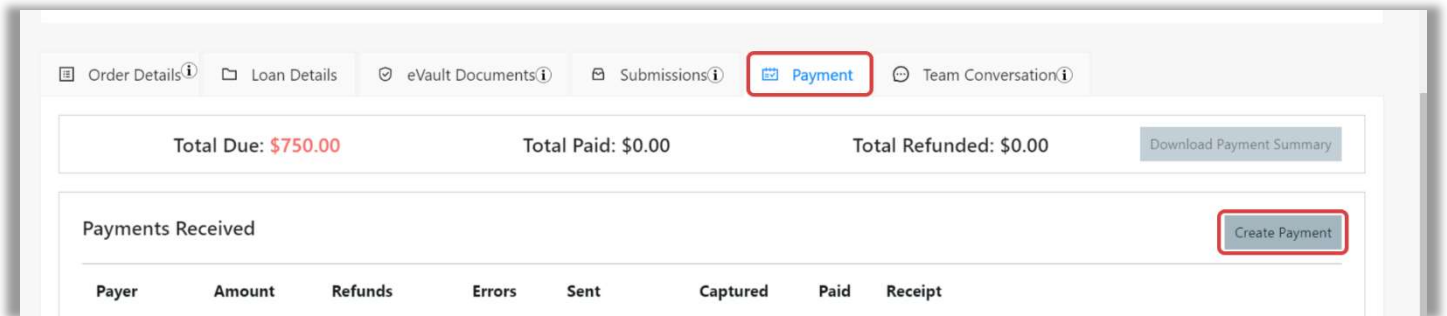 Order Details Loan Details eVault Documents Submissions Payment Team Conversation
Total Due: $750.00 Total Paid: $0.00 Total Refunded: $0.00 Download Payment Summary
Payments Received Create Payment
Payer Amount Refunds Errors Sent Captured Paid Receipt